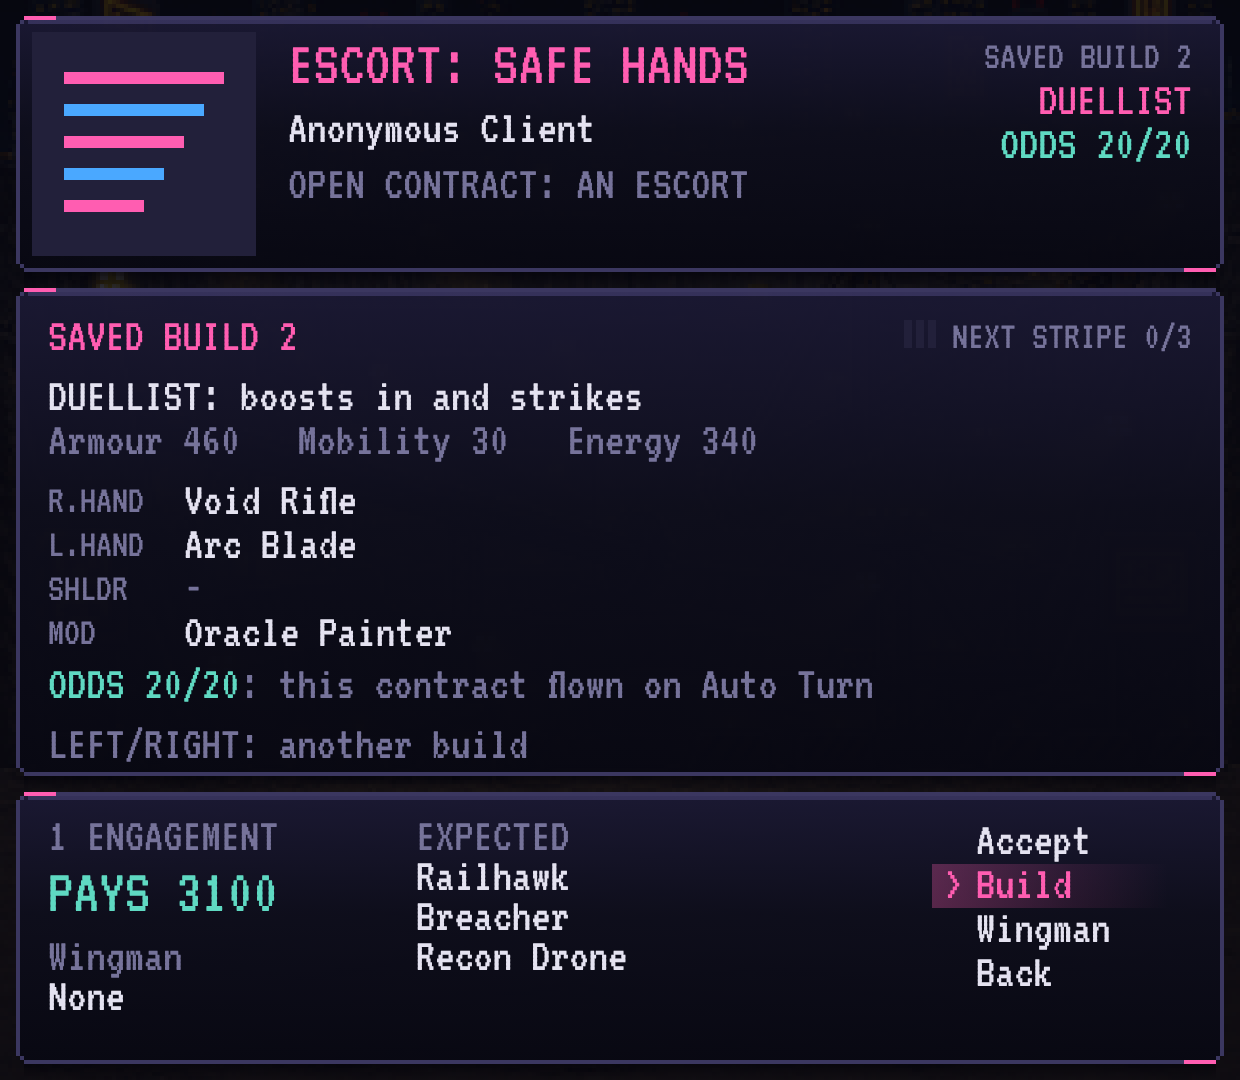 ESCORT: SAFE HANDS
Anonymous Client
OPEN CONTRACT: AN ESCORT
SAVED BUILD 2
DUELLIST
ODDS 20/20
SAVED BUILD 2
NEXT STRIPE 0/3
DUELLIST: boosts in and strikes
Armour 460 Mobility 30 Energy 340
R.HAND Void Rifle
L.HAND Arc Blade
SHLDR -
MOD Oracle Painter
ODDS 20/20: this contract flown on Auto Turn
LEFT/RIGHT: another build
1 ENGAGEMENT
PAYS 3100
Wingman
None
EXPECTED
Railhawk
Breacher
Recon Drone
Accept
> Build
Wingman
Back